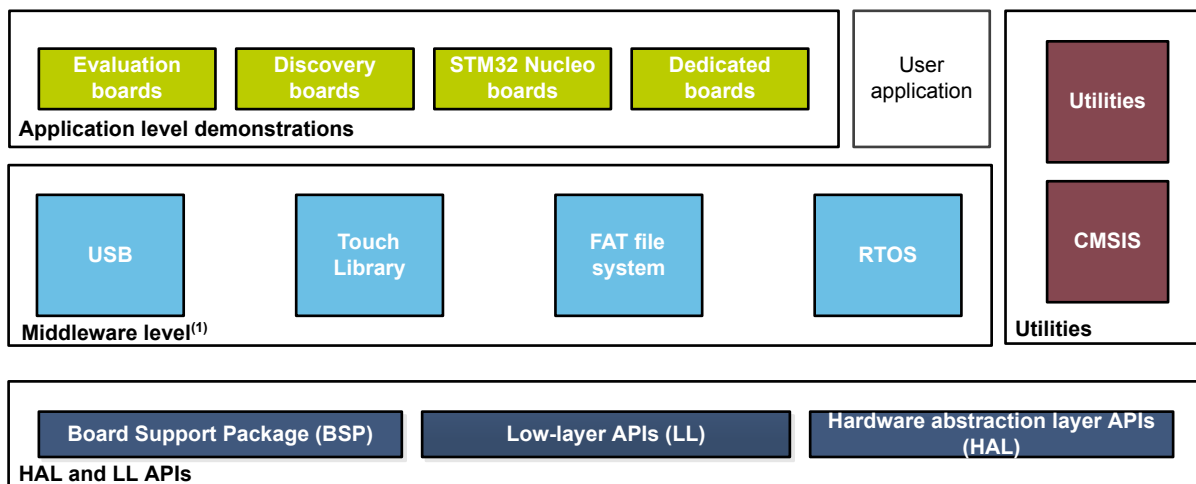 Evaluation
boards
Discovery
boards
STM32 Nucleo
boards
Dedicated
boards
Application level demonstrations
User
application
Utilities
CMSIS
Utilities
USB
Touch
Library
FAT file
system
RTOS
Middleware level(1)
Board Support Package (BSP)
Low-layer APIs (LL)
Hardware abstraction layer APIs
(HAL)
HAL and LL APIs